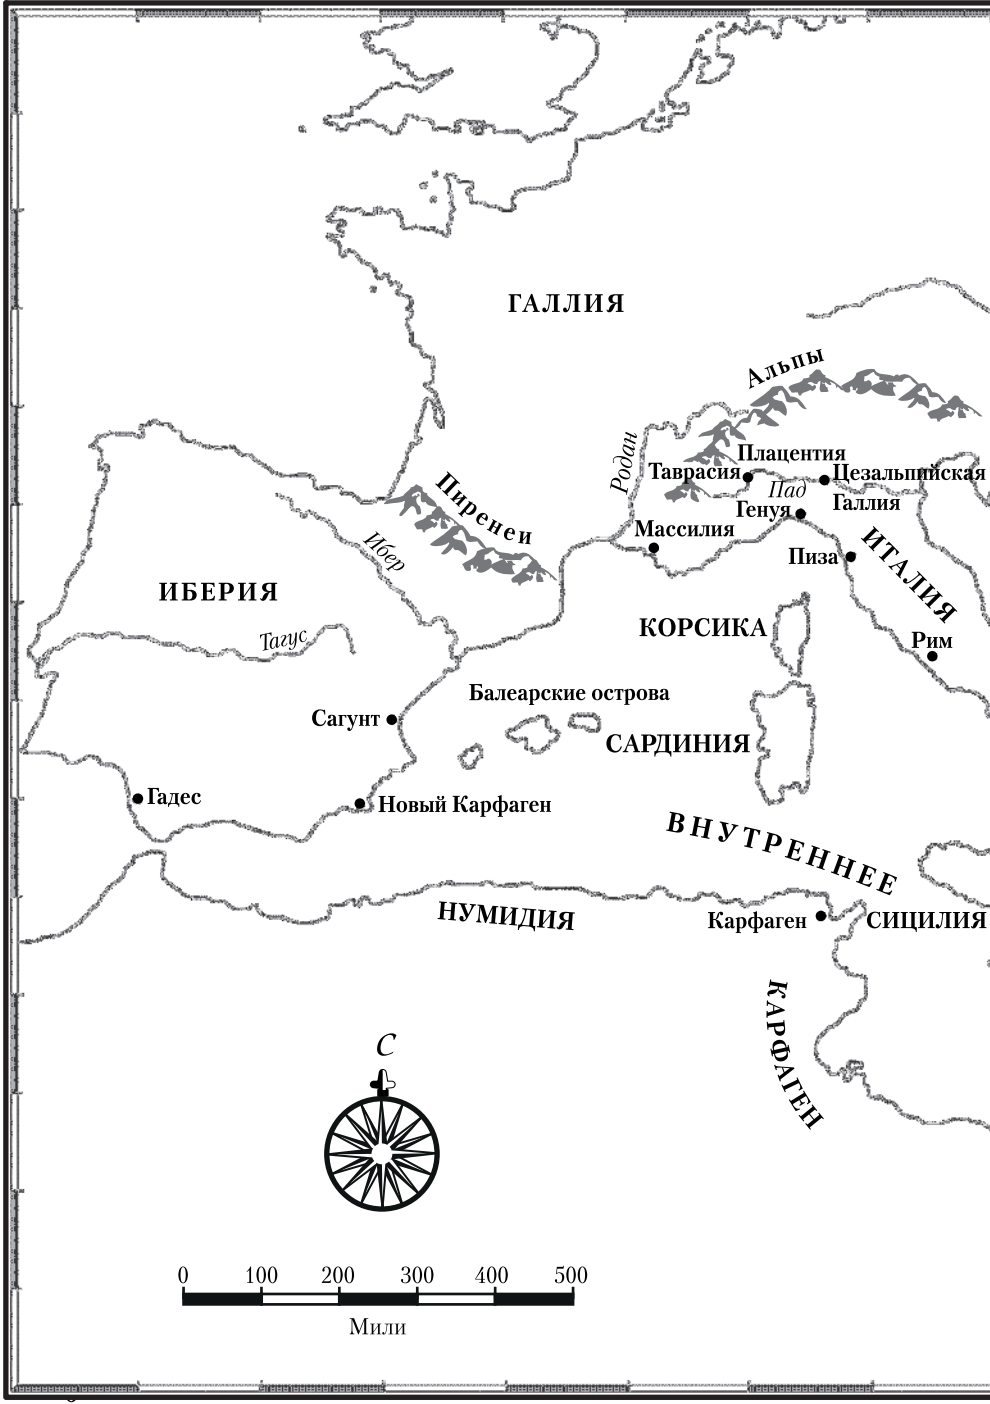 ГАЛЛИЯ
Альпы
Родан
Плацентия
Таврасия
Цезальпийская
Галлия
Пад
Генуя
Пиренеи
Массилия
Ибер
Пиза
ИТАЛИЯ
ИБЕРИЯ
КОРСИКА
Тагус
Рим
Балеарские острова
Сагунт
САРДИНИЯ
Гадес
Новый Карфаген
ВНУТРЕННЕЕ
НУМИДИЯ
Карфаген
СИЦИЛИЯ
КАРФАГЕН
С
0 100 200 300 400 500
Мили